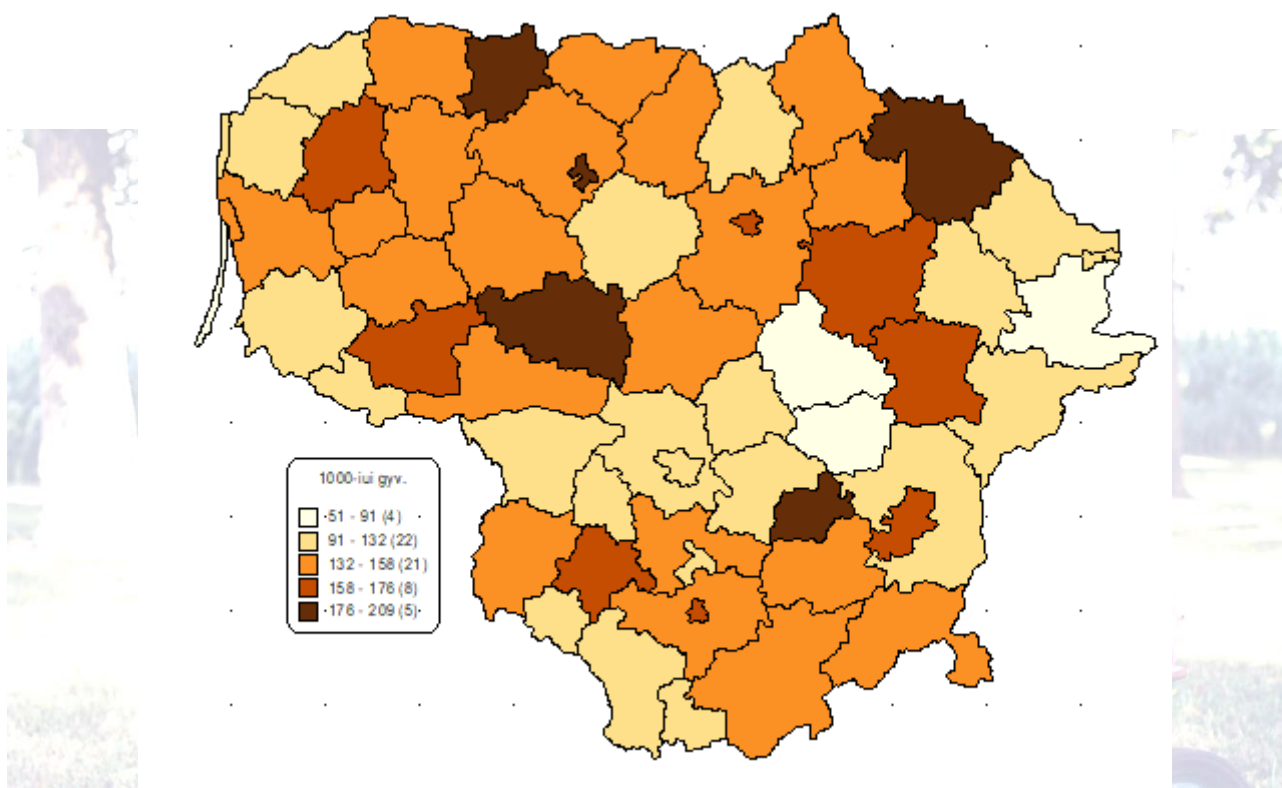 1000-iui gyv.
51 - 91 (4)
91 - 132 (22)
132 - 158 (21)
158 - 176 (8)
176 - 209 (5)